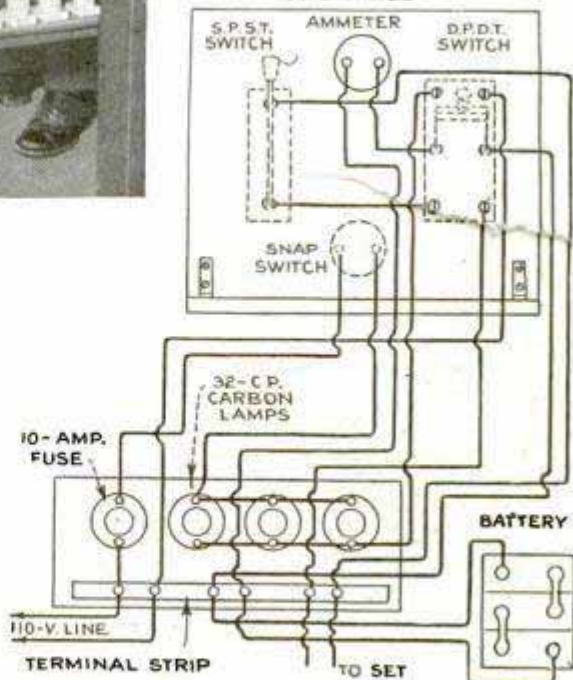 S.P.S.T.
SWITCH
AMMETER
D.P.D.T.
SWITCH
SNAP
SWITCH
32-C.P.
CARBON
LAMPS
10-AMP.
FUSE
BATTERY
110-V. LINE
TERMINAL STRIP
TO SET